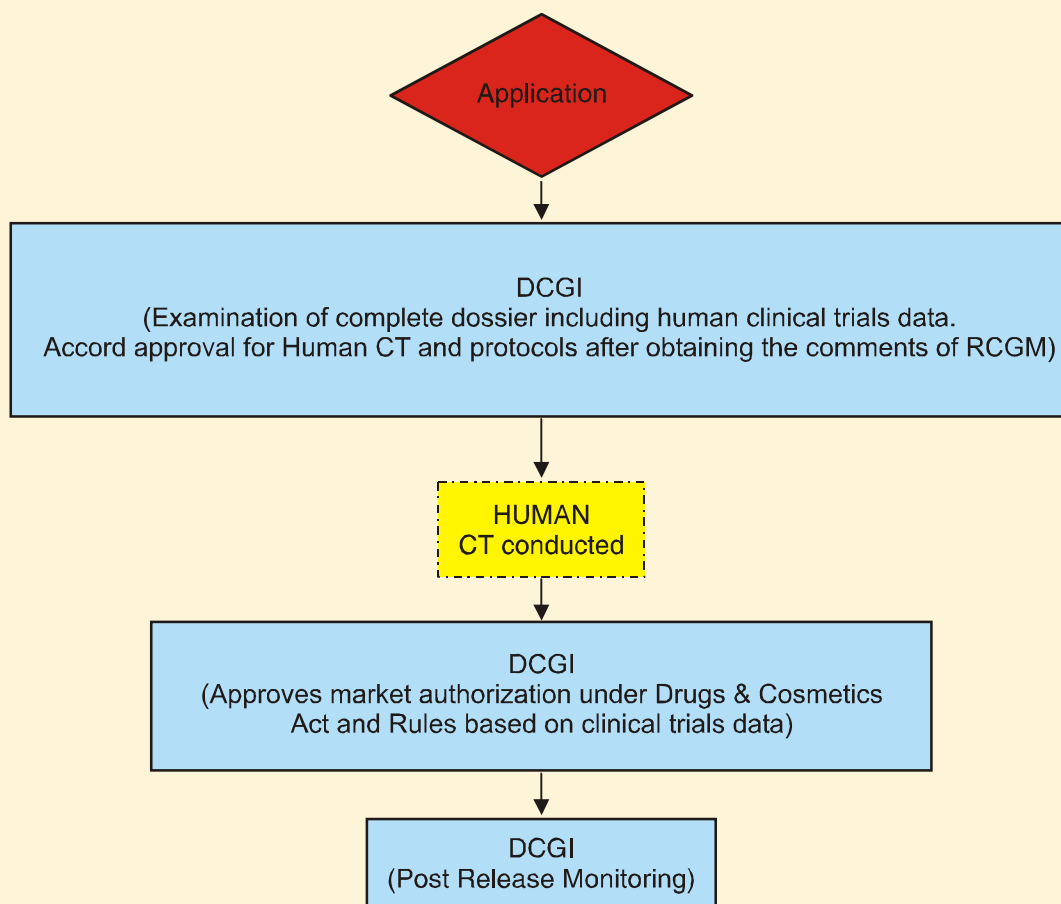 Application
DCGI
(Examination of complete dossier including human clinical trials data.
Accord approval for Human CT and protocols after obtaining the comments of RCGM)
HUMAN
CT conducted
DCGI
(Approves market authorization under Drugs & Cosmetics
Act and Rules based on clinical trials data)
DCGI
(Post Release Monitoring)